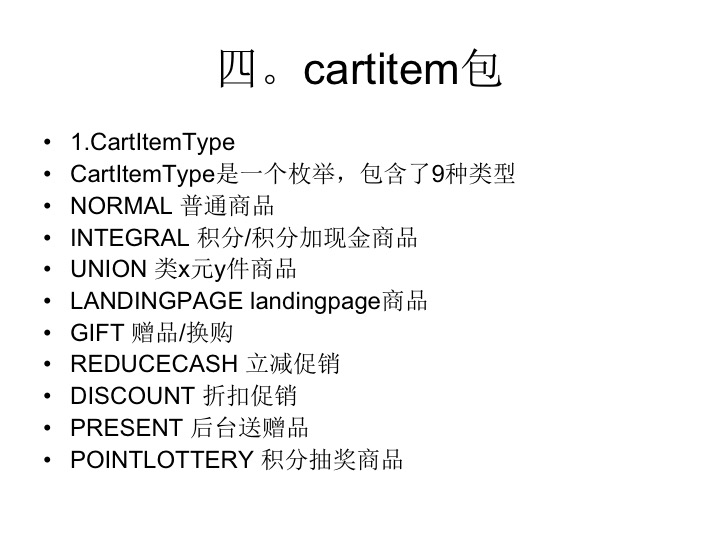 四。cartitem包
• 1.CartItemType
• CartItemType是一个枚举，包含了9种类型
• NORMAL 普通商品
• INTEGRAL 积分/积分加现金商品
• UNION 类x元y件商品
• LANDINGPAGE landingpage商品
• GIFT 赠品/换购
• REDUCECASH 立减促销
• DISCOUNT 折扣促销
• PRESENT 后台送赠品
• POINTLOTTERY 积分抽奖商品